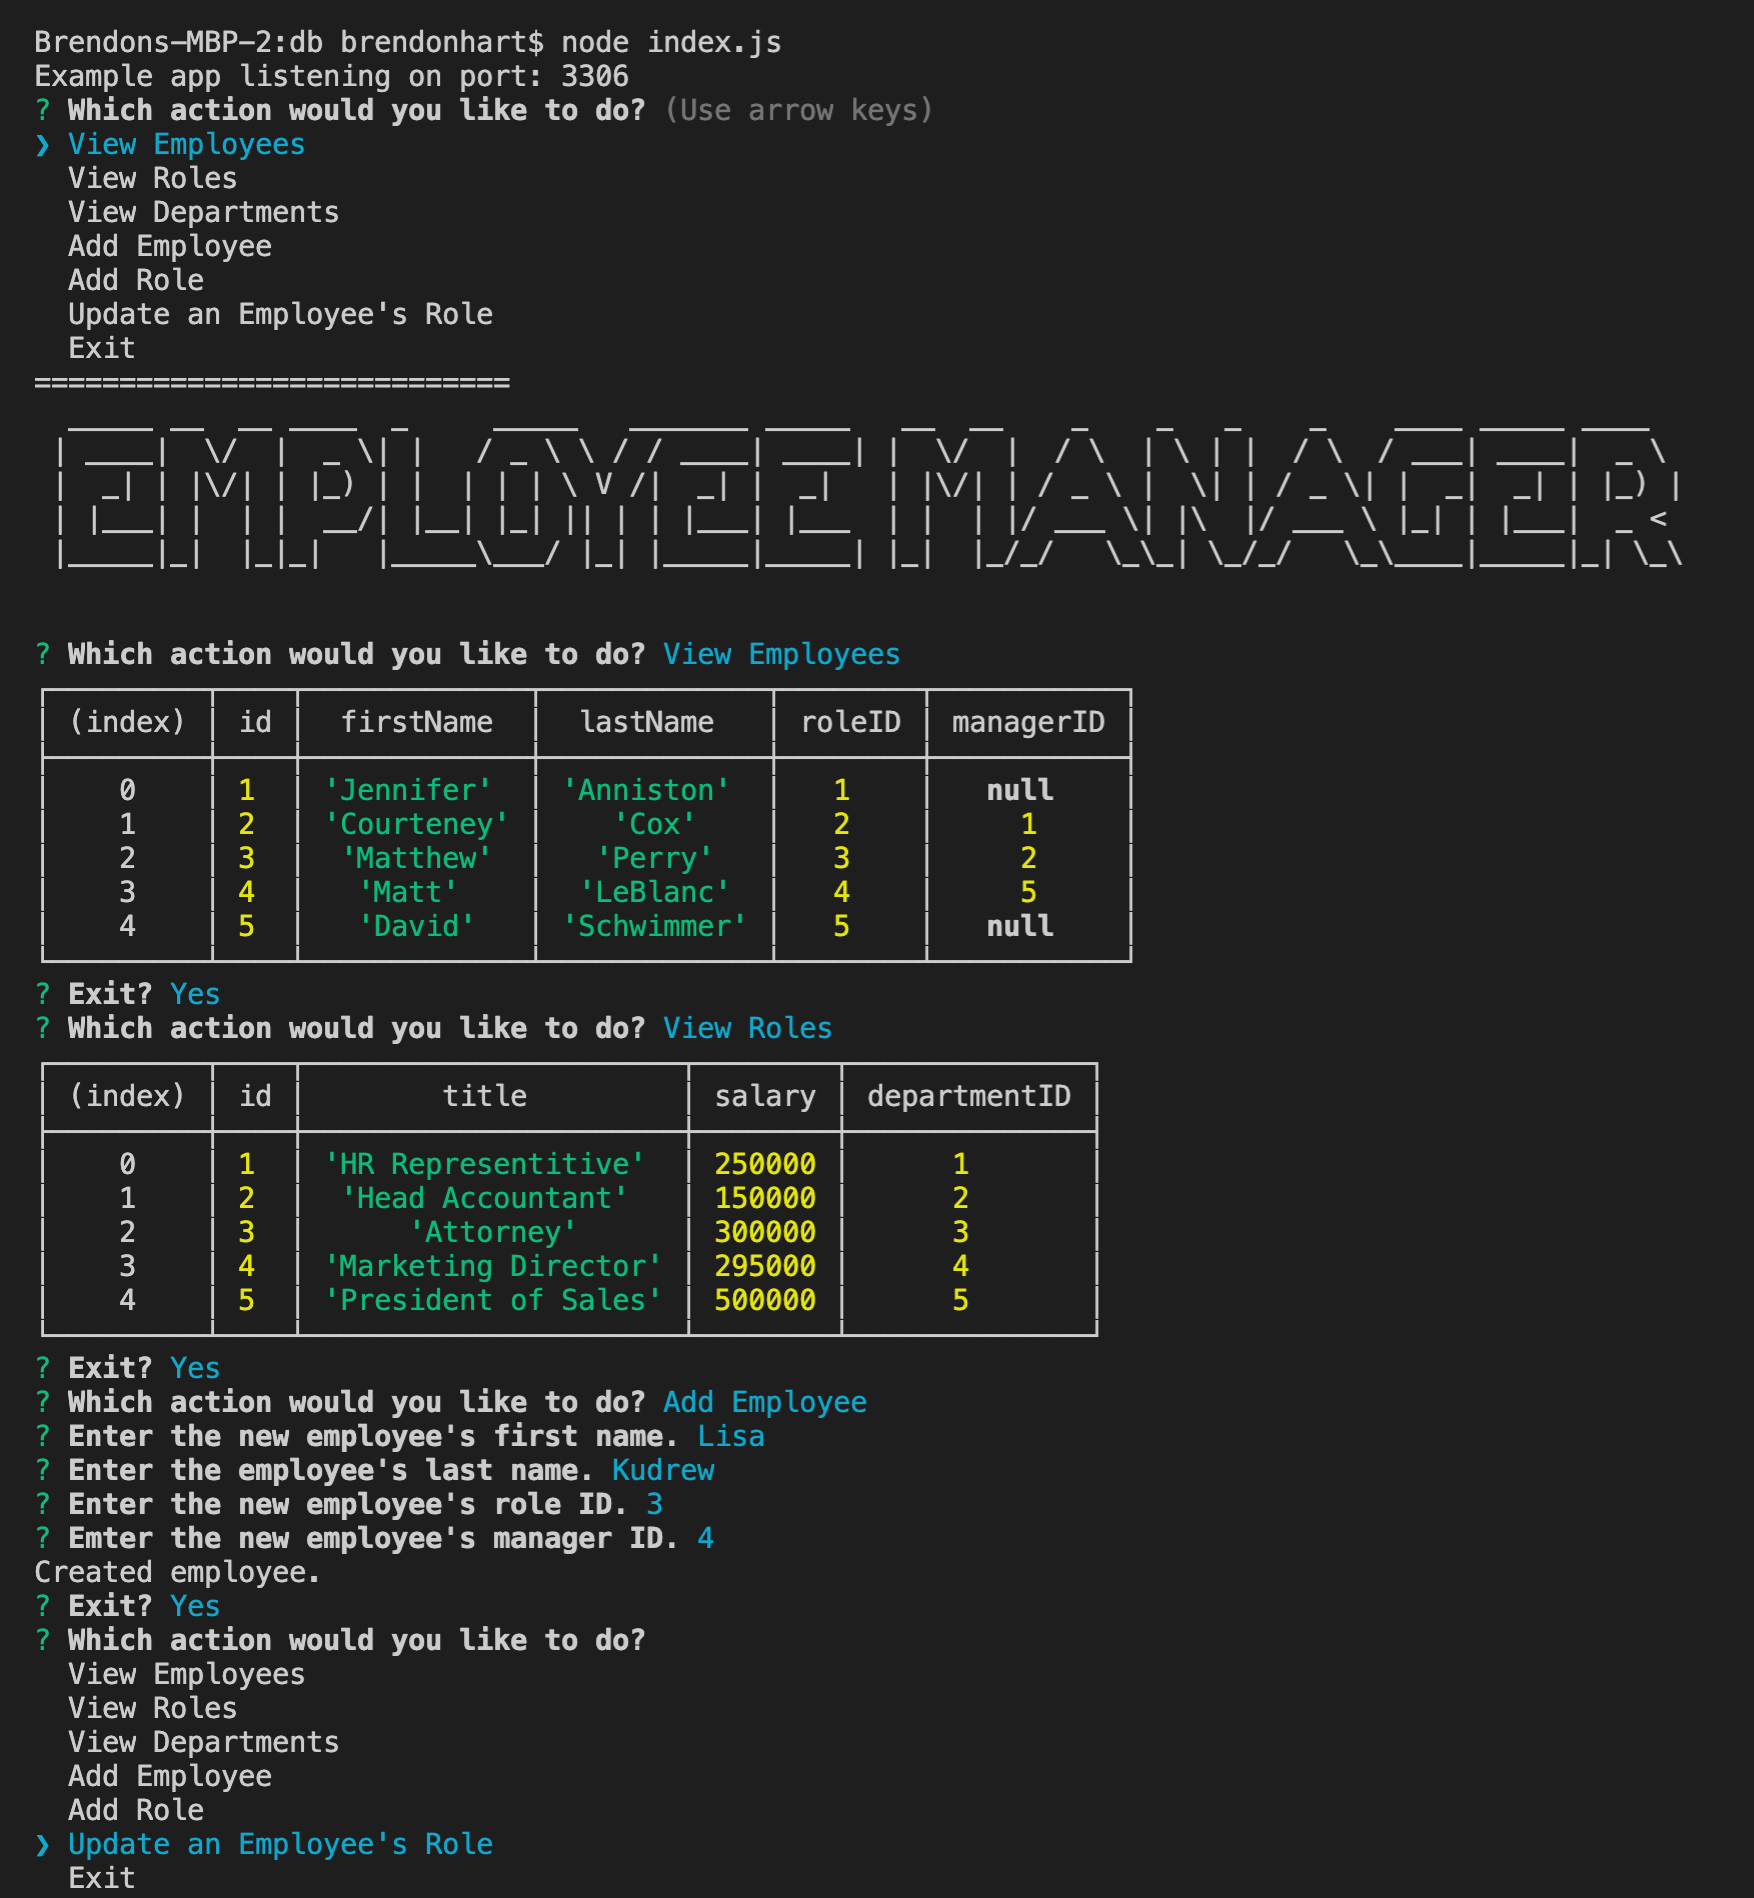 Brendons-MBP-2:db brendonhart$ node index.js
Example app listening on port: 3306
? Which action would you like to do? (Use arrow keys)
❯ View Employees
View Roles
View Departments
Add Employee
Add Role
Update an Employee's Role
Exit
============================
EMPLOYEE MANAGER
? Which action would you like to do? View Employees
(index) id firstName lastName roleID managerID
0 1 'Jennifer' 'Anniston' 1 null
1 2 'Courteney' 'Cox' 2 1
2 3 'Matthew' 'Perry' 3 2
3 4 'Matt' 'LeBlanc' 4 5
4 5 'David' 'Schwimmer' 5 null
? Exit? Yes
? Which action would you like to do? View Roles
(index) id title salary departmentID
0 1 'HR Representitive' 250000 1
1 2 'Head Accountant' 150000 2
2 3 'Attorney' 300000 3
3 4 'Marketing Director' 295000 4
4 5 'President of Sales' 500000 5
? Exit? Yes
? Which action would you like to do? Add Employee
? Enter the new employee's first name. Lisa
? Enter the employee's last name. Kudrew
? Enter the new employee's role ID. 3
? Emter the new employee's manager ID. 4
Created employee.
? Exit? Yes
? Which action would you like to do?
View Employees
View Roles
View Departments
Add Employee
Add Role
❯ Update an Employee's Role
Exit